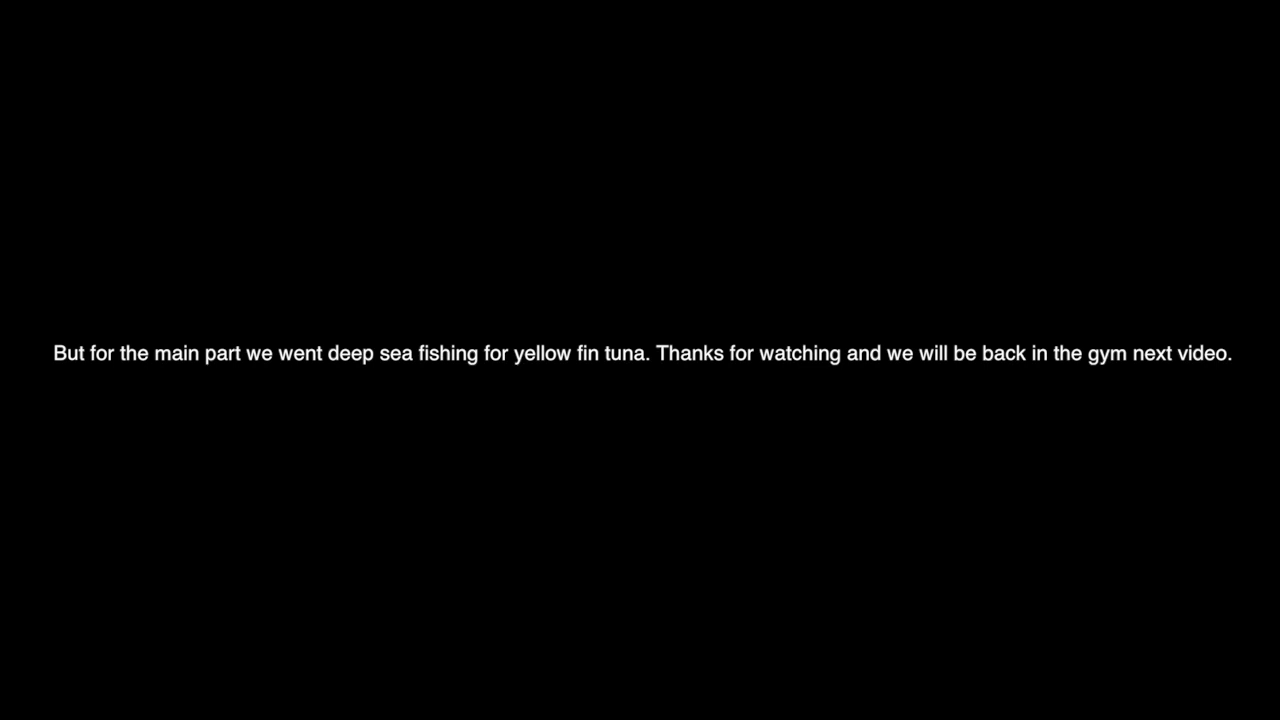 But for the main part we went deep sea fishing for yellow fin tuna. Thanks for watching and we will be back in the gym next video.